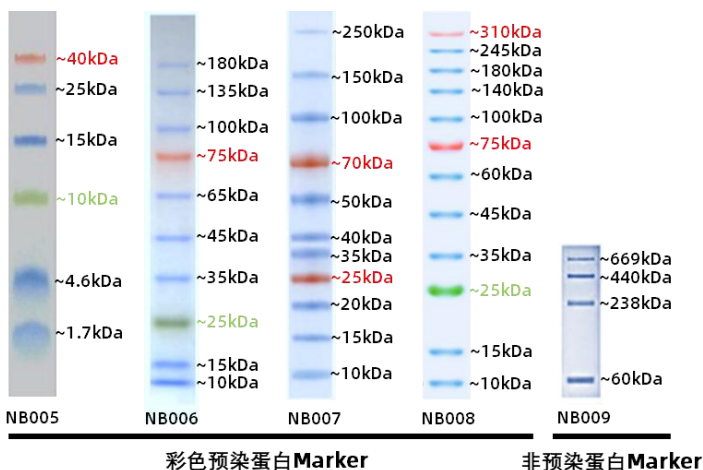 ~40kDa
~25kDa
~15kDa
~10kDa
~4.6kDa
~1.7kDa
NB005
~180kDa
~135kDa
~100kDa
~75kDa
~65kDa
~45kDa
~35kDa
~25kDa
~15kDa
~10kDa
NB006
~250kDa
~150kDa
~100kDa
~70kDa
~50kDa
~40kDa
~35kDa
~25kDa
~20kDa
~15kDa
~10kDa
NB007
~310kDa
~245kDa
~180kDa
~140kDa
~100kDa
~75kDa
~60kDa
~45kDa
~35kDa
~25kDa
~15kDa
~10kDa
NB008
~669kDa
~440kDa
~238kDa
~60kDa
NB009
彩色预染蛋白Marker
非预染蛋白Marker